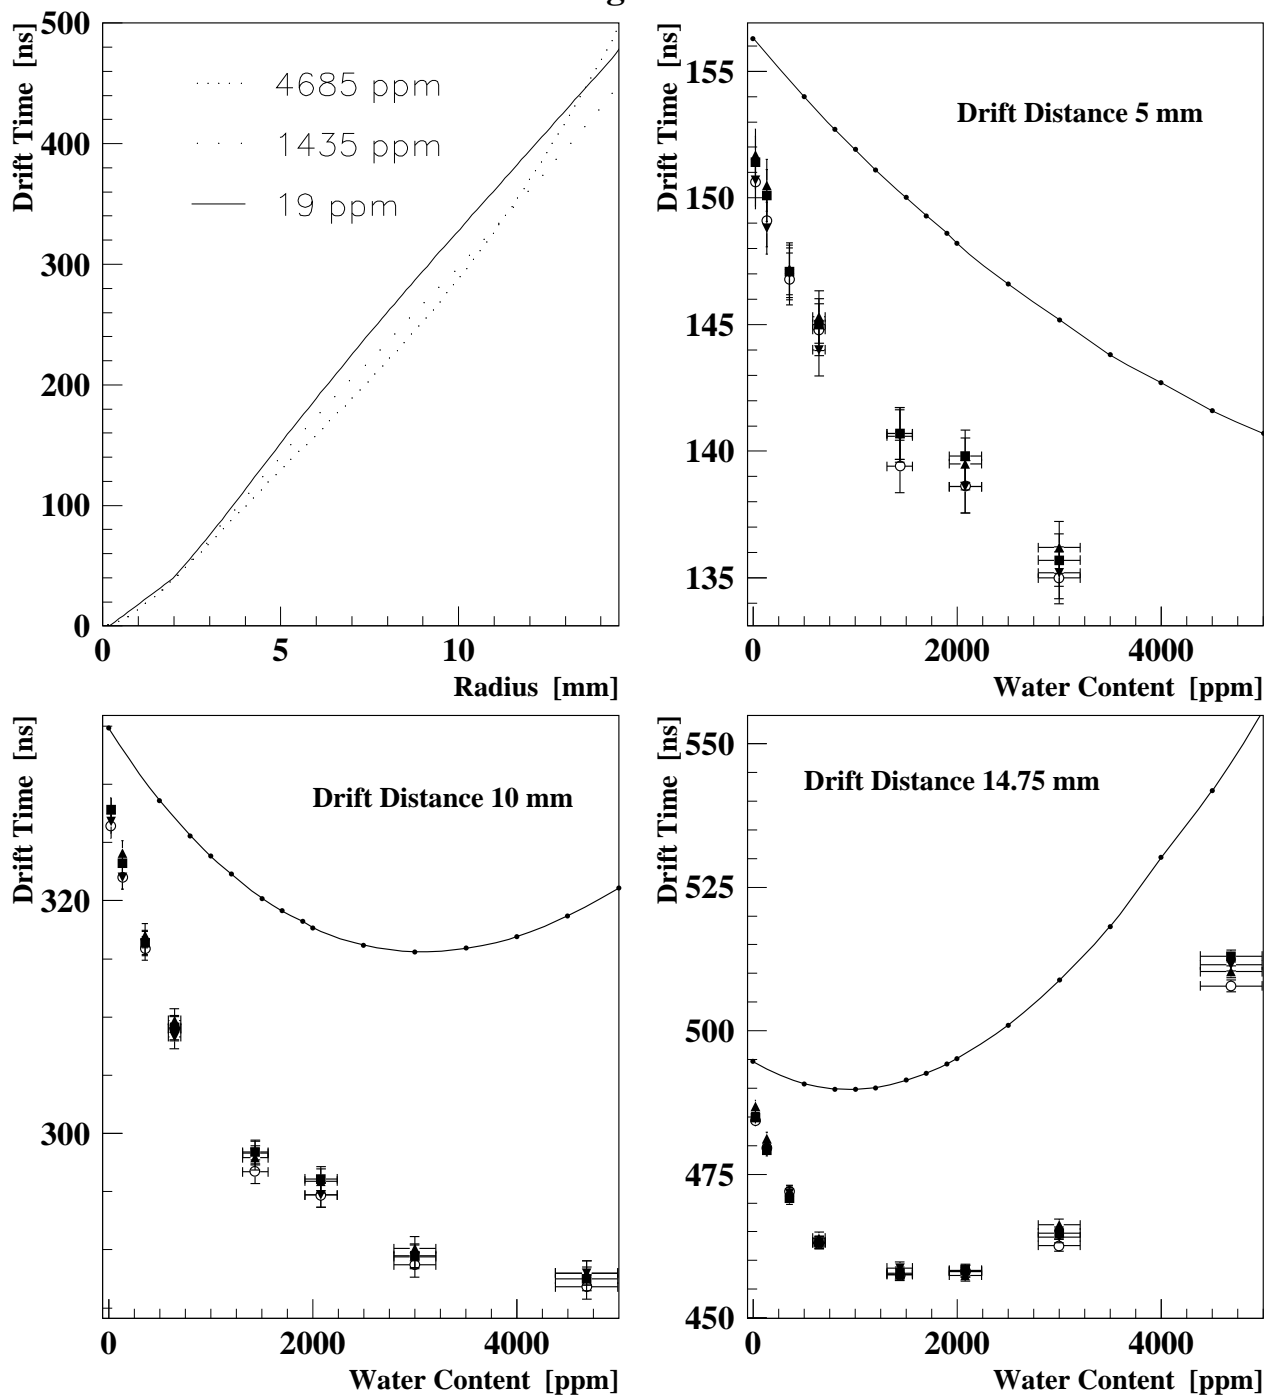 g
500
400
300
200
100
0
Drift Time [ns]
4685 ppm
1435 ppm
19 ppm
0 5 10
Radius [mm]
155
150
145
140
135
Drift Time [ns]
Drift Distance 5 mm
0 2000 4000
Water Content [ppm]
320
300
Drift Time [ns]
Drift Distance 10 mm
0 2000 4000
Water Content [ppm]
550
525
500
475
450
Drift Time [ns]
Drift Distance 14.75 mm
0 2000 4000
Water Content [ppm]